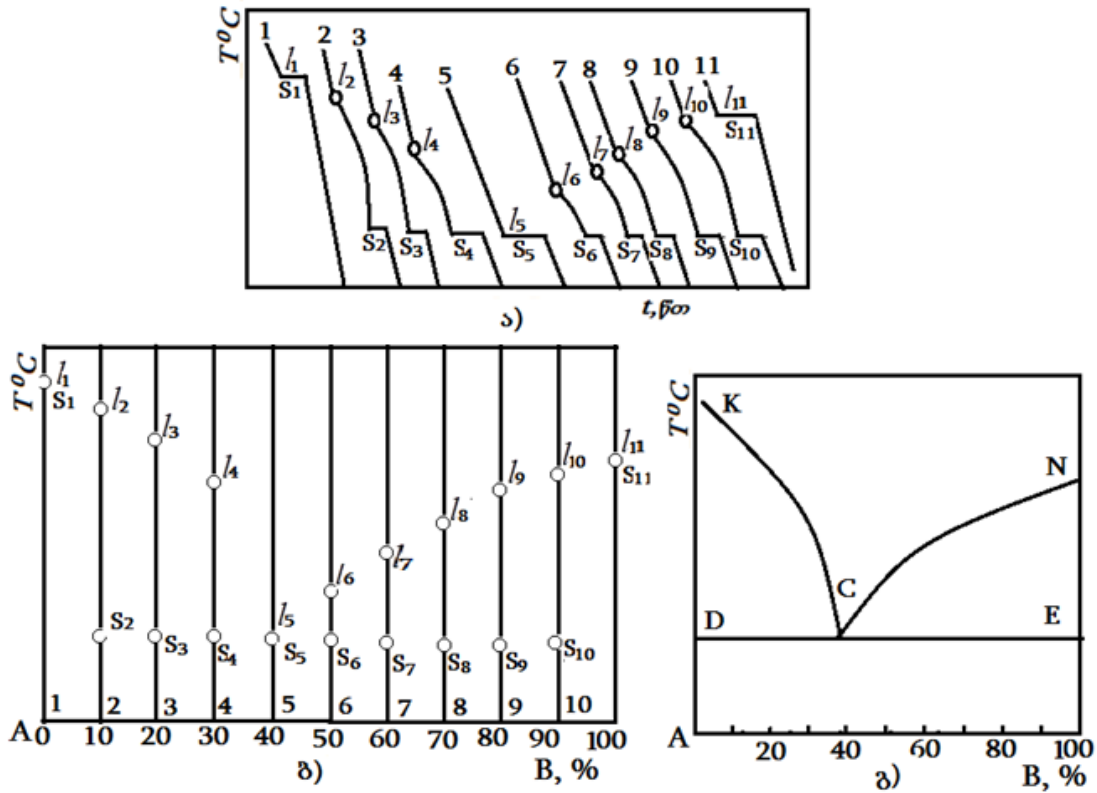 T⁰C
1 2 3 4 5 6 7 8 9 10 11
l₁ l₂ l₃ l₄ l₅ l₆ l₇ l₈ l₉ l₁₀ l₁₁
S₁ S₂ S₃ S₄ S₅ S₆ S₇ S₈ S₉ S₁₀ S₁₁
t,წთ
ა)
T⁰C
l₁ l₂ l₃ l₄ l₅ l₆ l₇ l₈ l₉ l₁₀ l₁₁
S₁ S₂ S₃ S₄ S₅ S₆ S₇ S₈ S₉ S₁₀ S₁₁
1 2 3 4 5 6 7 8 9 10
A 0 10 20 30 40 50 60 70 80 90 100
ბ) B, %
T⁰C
K
N
C
D E
A 20 40 60 80 100
გ) B, %